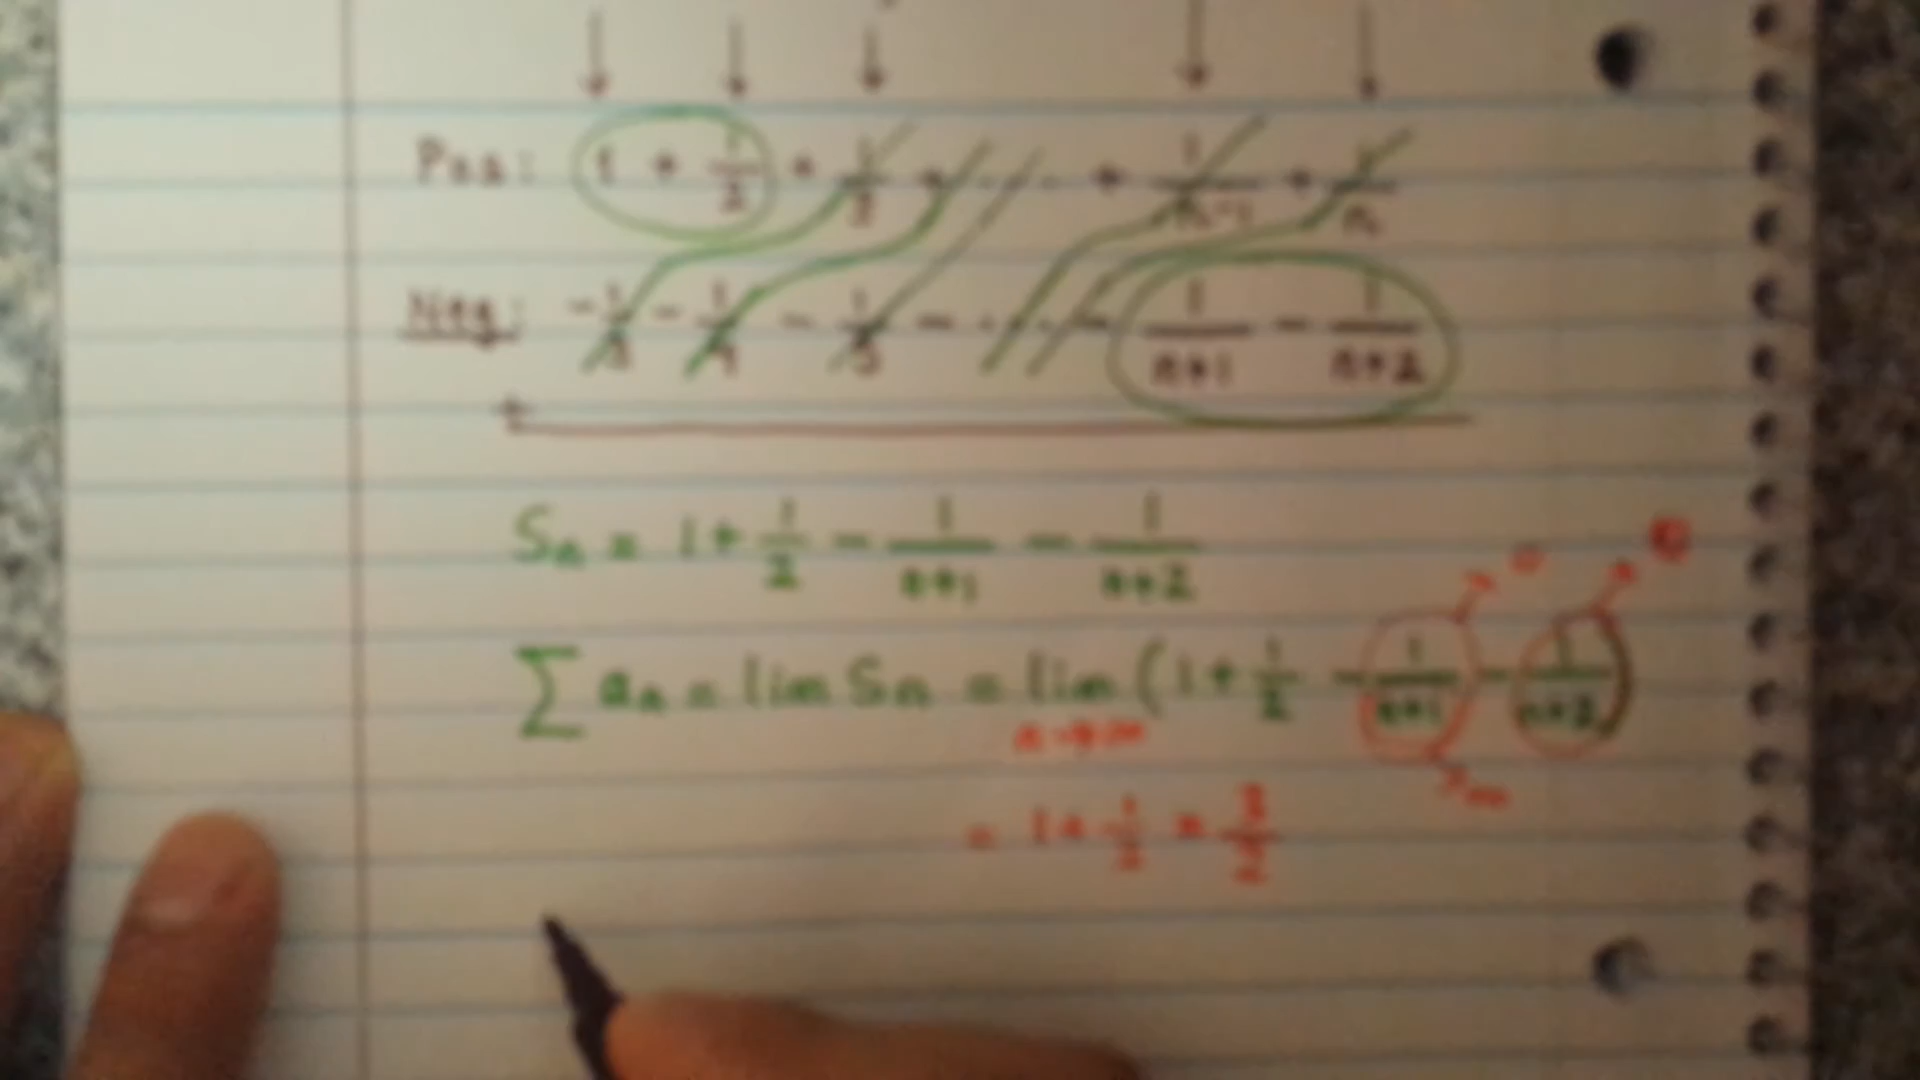 Pos: 1 + 1/2 + 1/3 + ..... + 1/n-1 + 1/n
Neg: - 1/3 - 1/4 - 1/5 - ..... - 1/n+1 - 1/n+2
+
Sn = 1 + 1/2 - 1/n+1 - 1/n+2
∑ an = lim Sn = lim (1 + 1/2 - 1/n+1 - 1/n+2)
n→∞
= 1 + 1/2 = 3/2